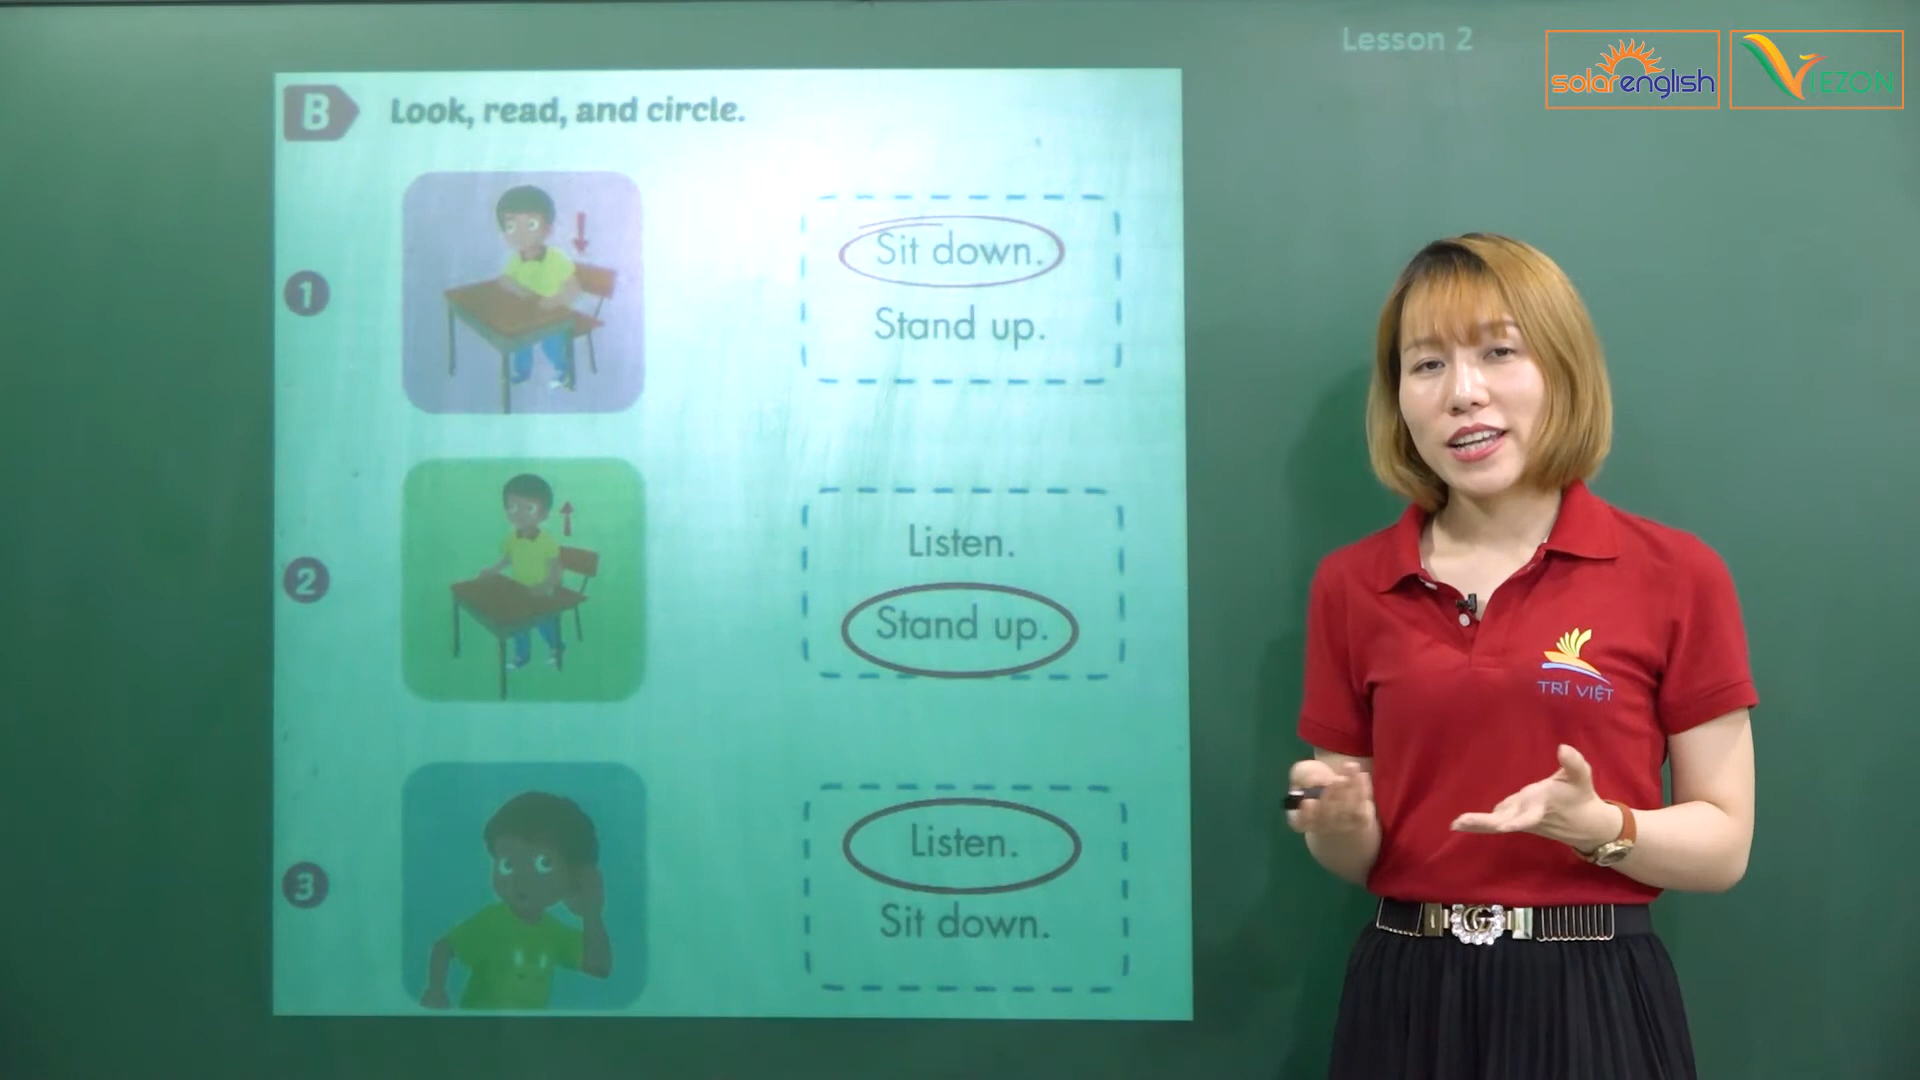 Lesson 2
solarenglish
VIEZON
B
Look, read, and circle.
1
Sit down.
Stand up.
2
Listen.
Stand up.
3
Listen.
Sit down.
TRÍ VIỆT